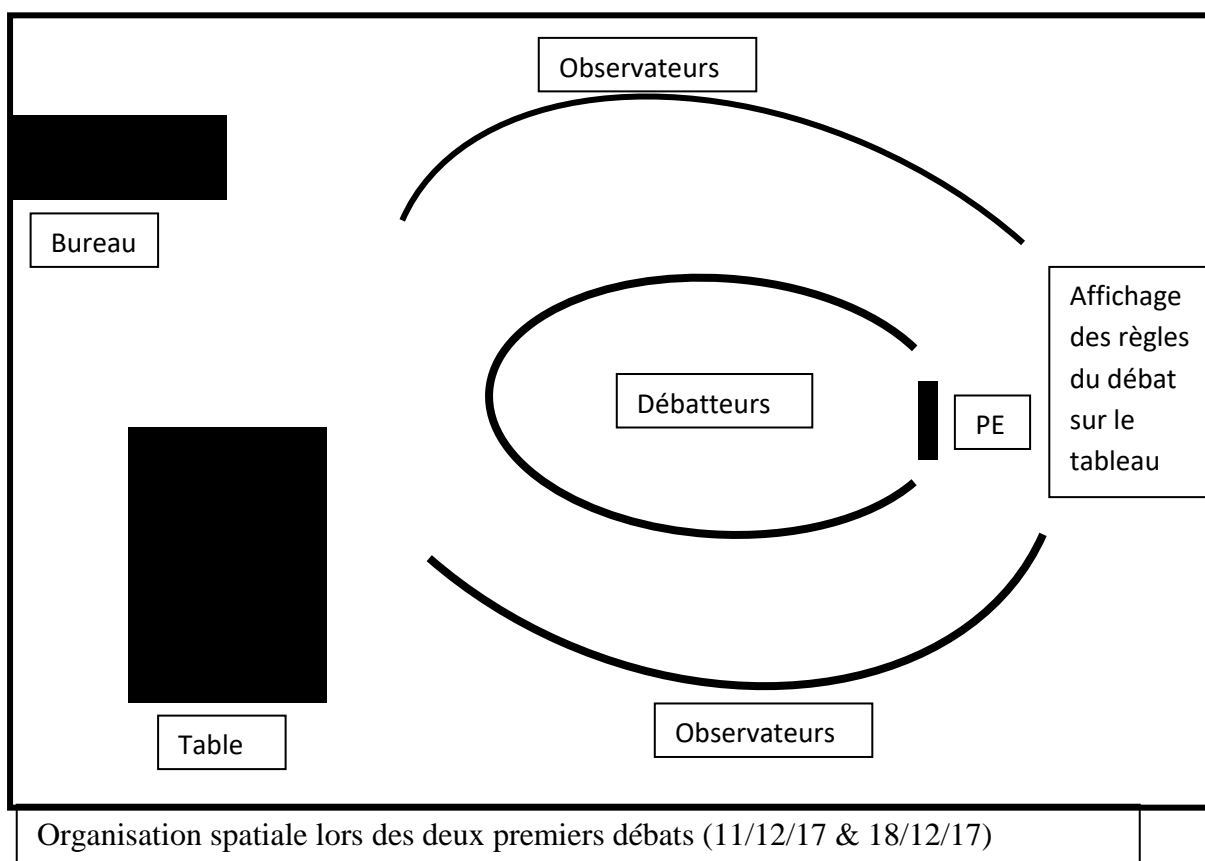 Observateurs
Bureau
Affichage
des règles
du débat
sur le
tableau
Débatteurs
PE
Observateurs
Table
Organisation spatiale lors des deux premiers débats (11/12/17 & 18/12/17)